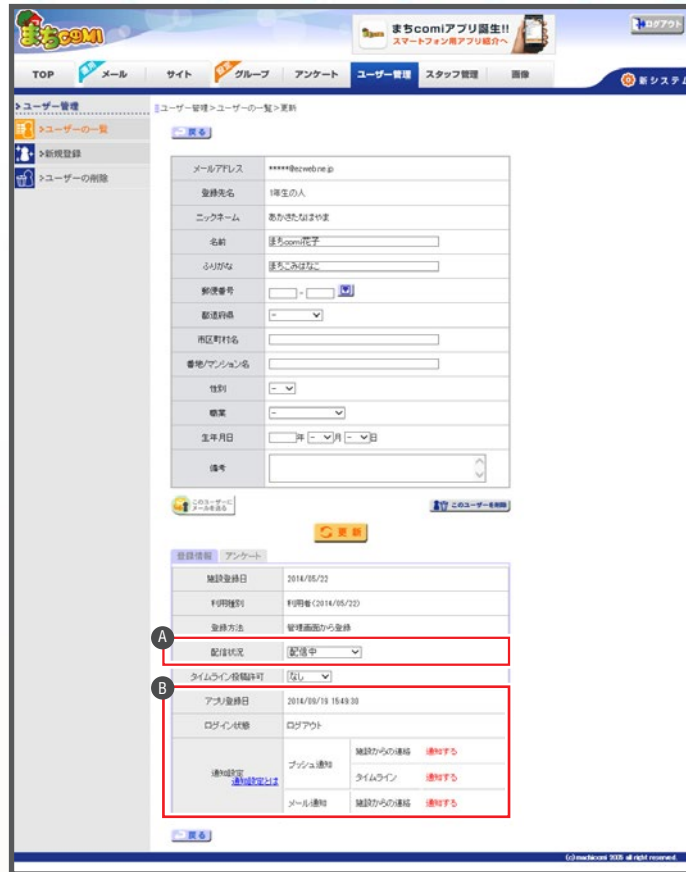 まちcomi
まちcomiアプリ誕生!!
スマートフォン用アプリ紹介へ
ログアウト
TOP メール サイト グループ アンケート ユーザー管理 スタッフ管理 画像
新システム
>ユーザー管理
>ユーザーの一覧
>新規登録
>ユーザーの削除
ユーザー管理>ユーザーの一覧>更新
戻る
メールアドレス *****@ezweb.ne.jp
登録先名 1年生の人
ニックネーム あかさたなはまやま
名前 まちcomi花子
ふりがな まちこみはなこ
郵便番号 -
都道府県 -
市区町村名
番地/マンション名
性別 -
職業 -
生年月日 年 - 月 - 日
備考
このユーザーに
メールを送る
このユーザーを削除
更新
登録情報 アンケート
施設登録日 2014/05/22
利用種別 利用者(2014/05/22)
登録方法 管理画面から登録
A
配信状況 配信中
タイムライン投稿許可 なし
B
アプリ登録日 2014/09/19 15:49:30
ログイン状態 ログアウト
通知設定
通知設定とは
プッシュ通知 施設からの連絡 通知する
タイムライン 通知する
メール通知 施設からの連絡 通知する
戻る
(c)machicomi 2005 all right reserved.